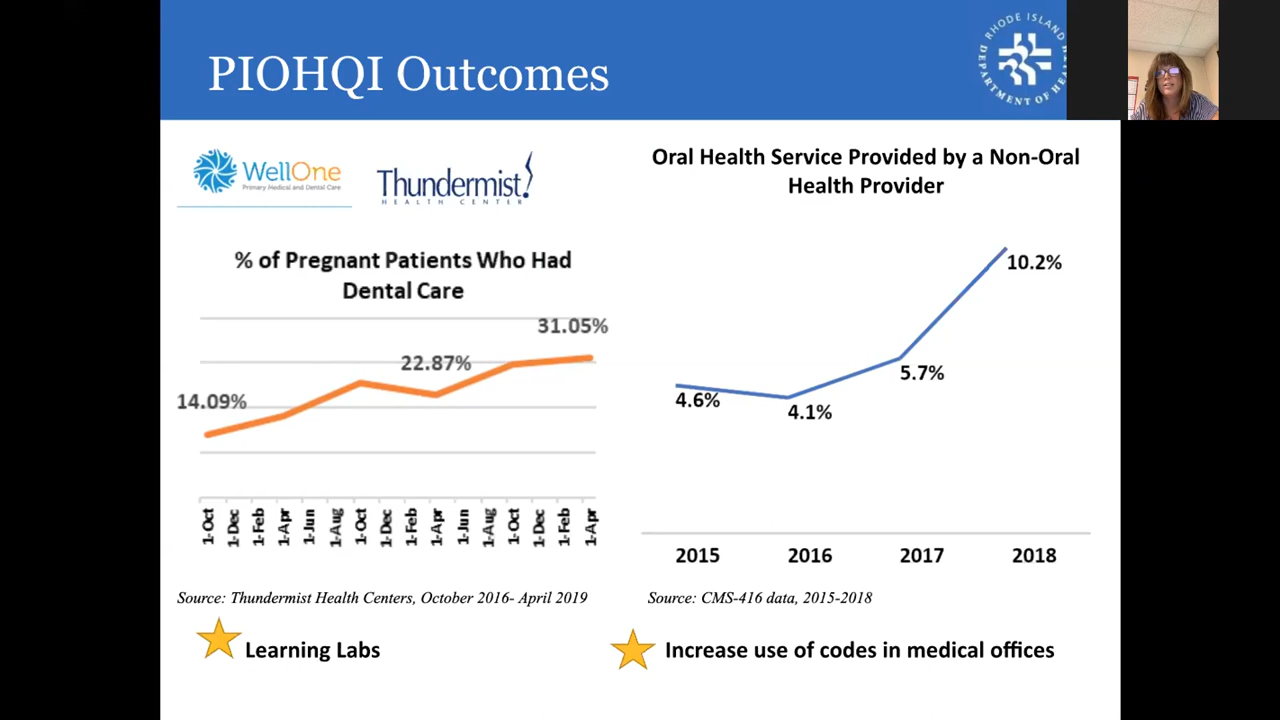 PIOHQI Outcomes
RHODE ISLAND
DEPARTMENT OF HEAL
WellOne
Primary Medical and Dental Care
Thundermist
HEALTH CENTER
% of Pregnant Patients Who Had
Dental Care
31.05%
22.87%
14.09%
1-Oct
1-Dec
1-Feb
1-Apr
1-Jun
1-Aug
1-Oct
1-Dec
1-Feb
1-Apr
1-Jun
1-Aug
1-Oct
1-Dec
1-Feb
1-Apr
Source: Thundermist Health Centers, October 2016- April 2019
Learning Labs
Oral Health Service Provided by a Non-Oral
Health Provider
10.2%
5.7%
4.6%
4.1%
2015 2016 2017 2018
Source: CMS-416 data, 2015-2018
Increase use of codes in medical offices